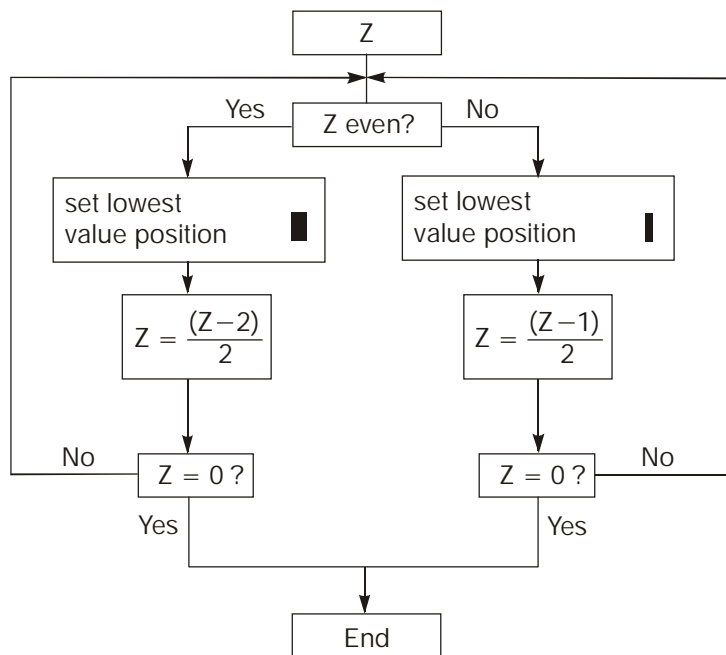 Z
Yes
No
Z even?
set lowest
value position
set lowest
value position
Z = (Z−2)/2
Z = (Z−1)/2
No
Z = 0 ?
Z = 0 ?
No
Yes
Yes
End